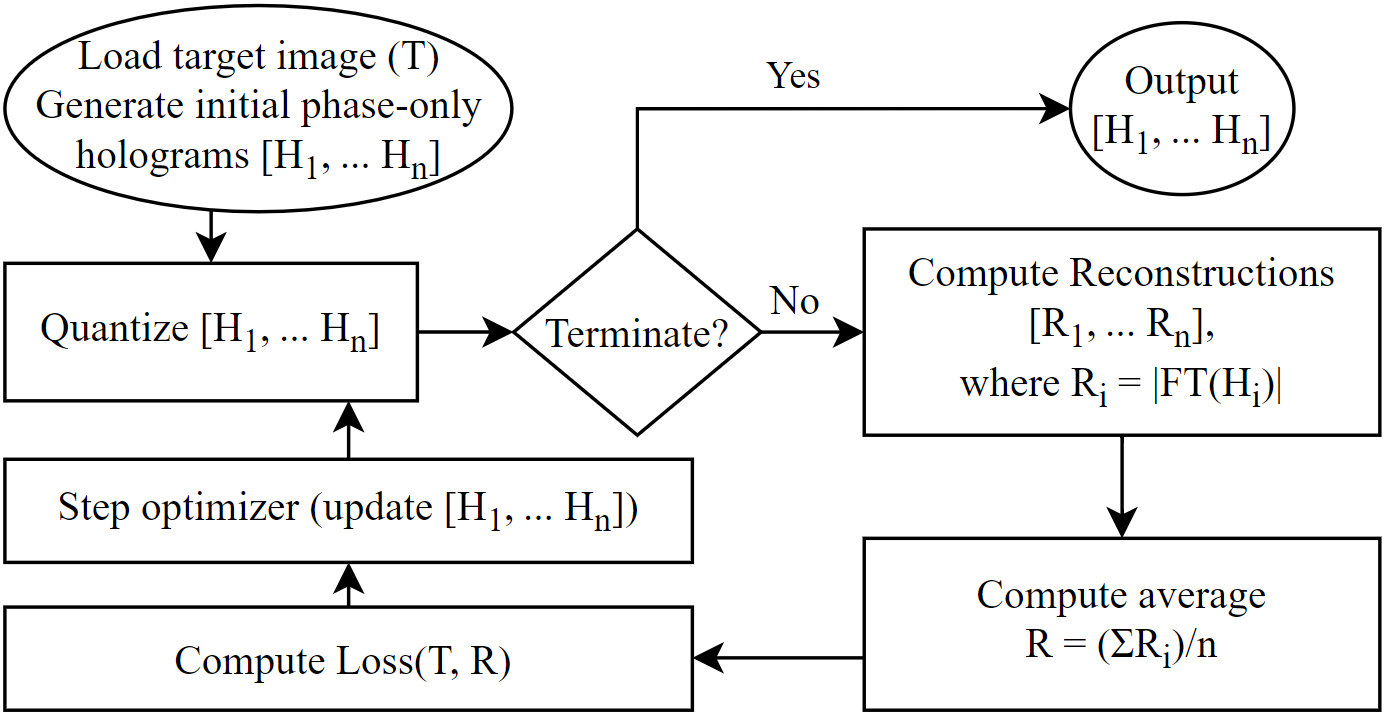 Load target image (T)
Generate initial phase-only
holograms [H₁, ... Hₙ]
Yes
Output
[H₁, ... Hₙ]
Quantize [H₁, ... Hₙ]
Terminate?
No
Compute Reconstructions
[R₁, ... Rₙ],
where Rᵢ = |FT(Hᵢ)|
Step optimizer (update [H₁, ... Hₙ])
Compute average
R = (ΣRᵢ)/n
Compute Loss(T, R)